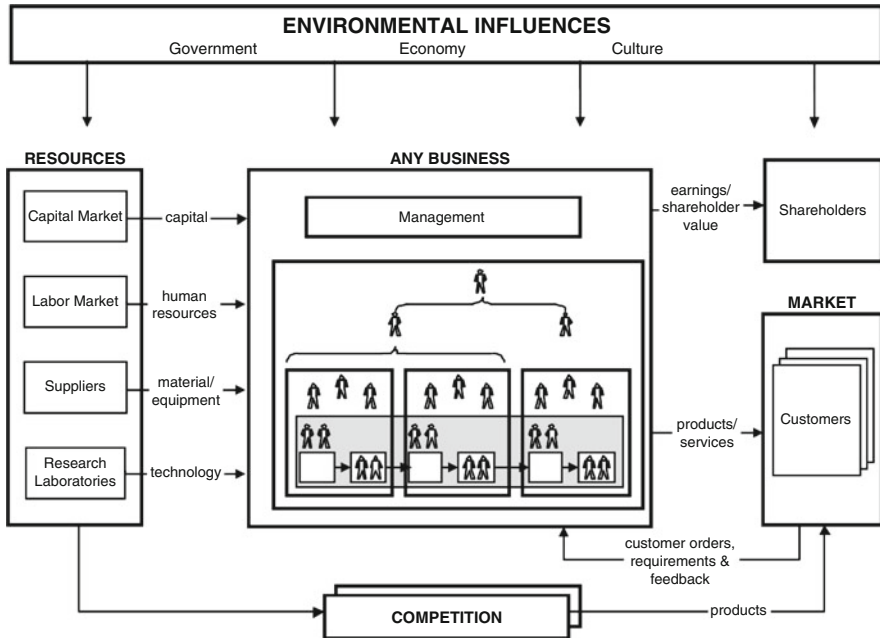 ENVIRONMENTAL INFLUENCES
Government Economy Culture
RESOURCES
Capital Market
Labor Market
Suppliers
Research
Laboratories
capital
human
resources
material/
equipment
technology
ANY BUSINESS
Management
earnings/
shareholder
value
Shareholders
MARKET
Customers
products/
services
customer orders,
requirements &
feedback
COMPETITION
products